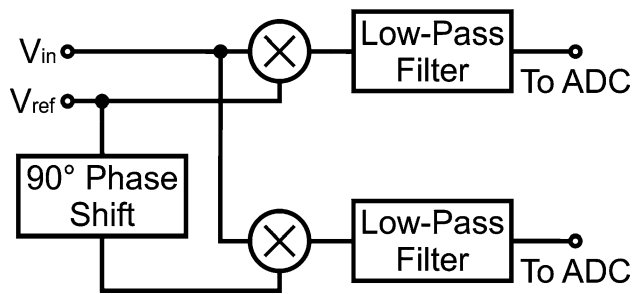 Vin
Low-Pass
Filter
To ADC
Vref
90° Phase
Shift
Low-Pass
Filter
To ADC